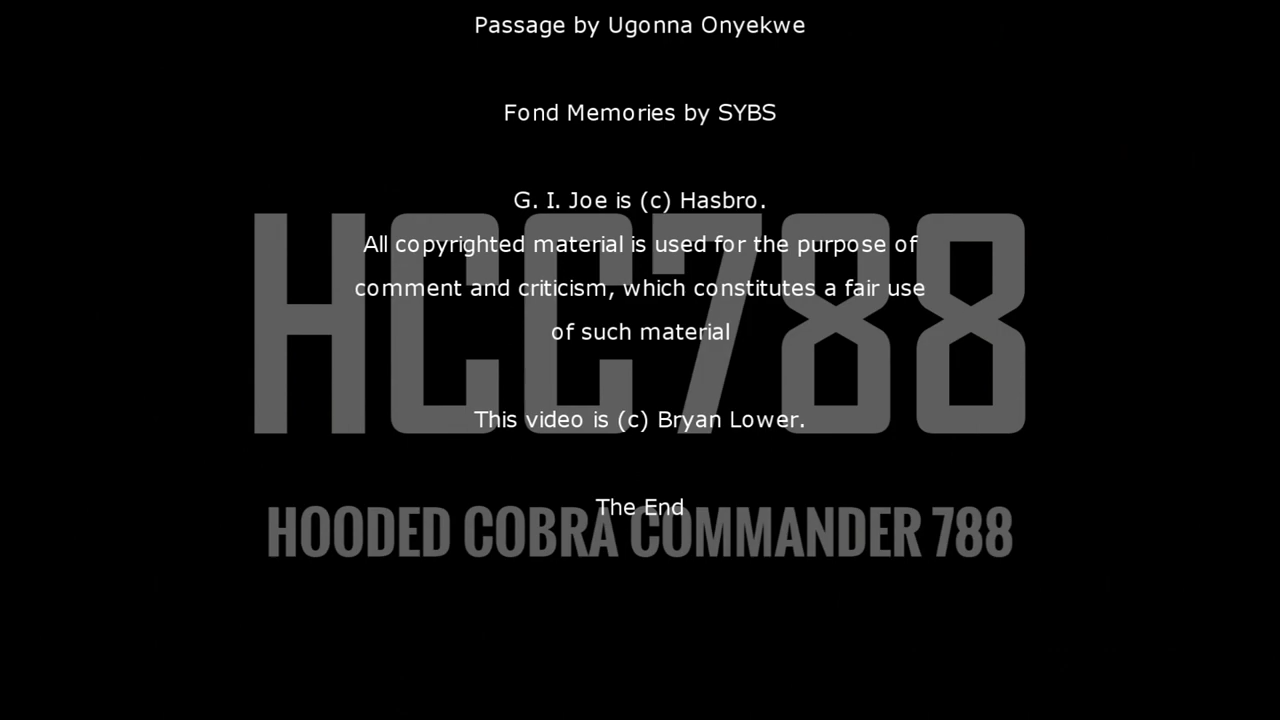 Passage by Ugonna Onyekwe
Fond Memories by SYBS
G. I. Joe is (c) Hasbro.
All copyrighted material is used for the purpose of
comment and criticism, which constitutes a fair use
of such material
This video is (c) Bryan Lower.
The End
HCC788
HOODED COBRA COMMANDER 788